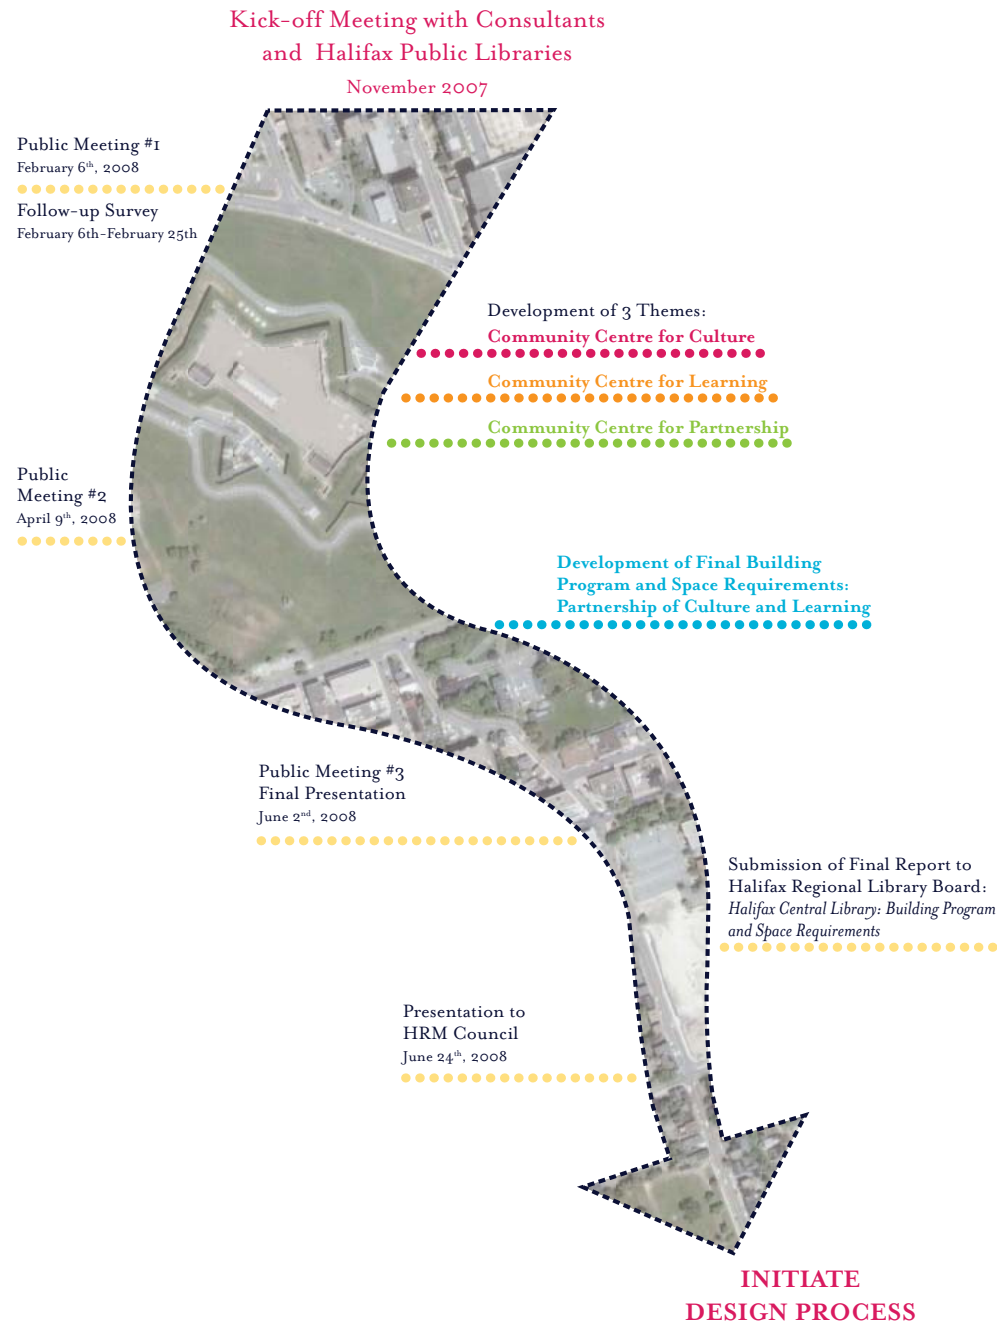 Kick-off Meeting with Consultants
and Halifax Public Libraries
November 2007
Public Meeting #1
February 6th, 2008
Follow-up Survey
February 6th-February 25th
Development of 3 Themes:
Community Centre for Culture
Community Centre for Learning
Community Centre for Partnership
Public
Meeting #2
April 9th, 2008
Development of Final Building
Program and Space Requirements:
Partnership of Culture and Learning
Public Meeting #3
Final Presentation
June 2nd, 2008
Submission of Final Report to
Halifax Regional Library Board:
Halifax Central Library: Building Program
and Space Requirements
Presentation to
HRM Council
June 24th, 2008
INITIATE
DESIGN PROCESS